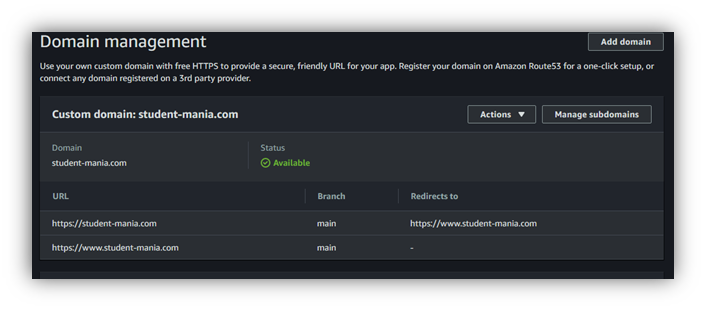 Domain management
Add domain
Use your own custom domain with free HTTPS to provide a secure, friendly URL for your app. Register your domain on Amazon Route53 for a one-click setup, or
connect any domain registered on a 3rd party provider.
Custom domain: student-mania.com
Actions
Manage subdomains
Domain
Status
student-mania.com
Available
URL Branch Redirects to
https://student-mania.com main https://www.student-mania.com
https://www.student-mania.com main -